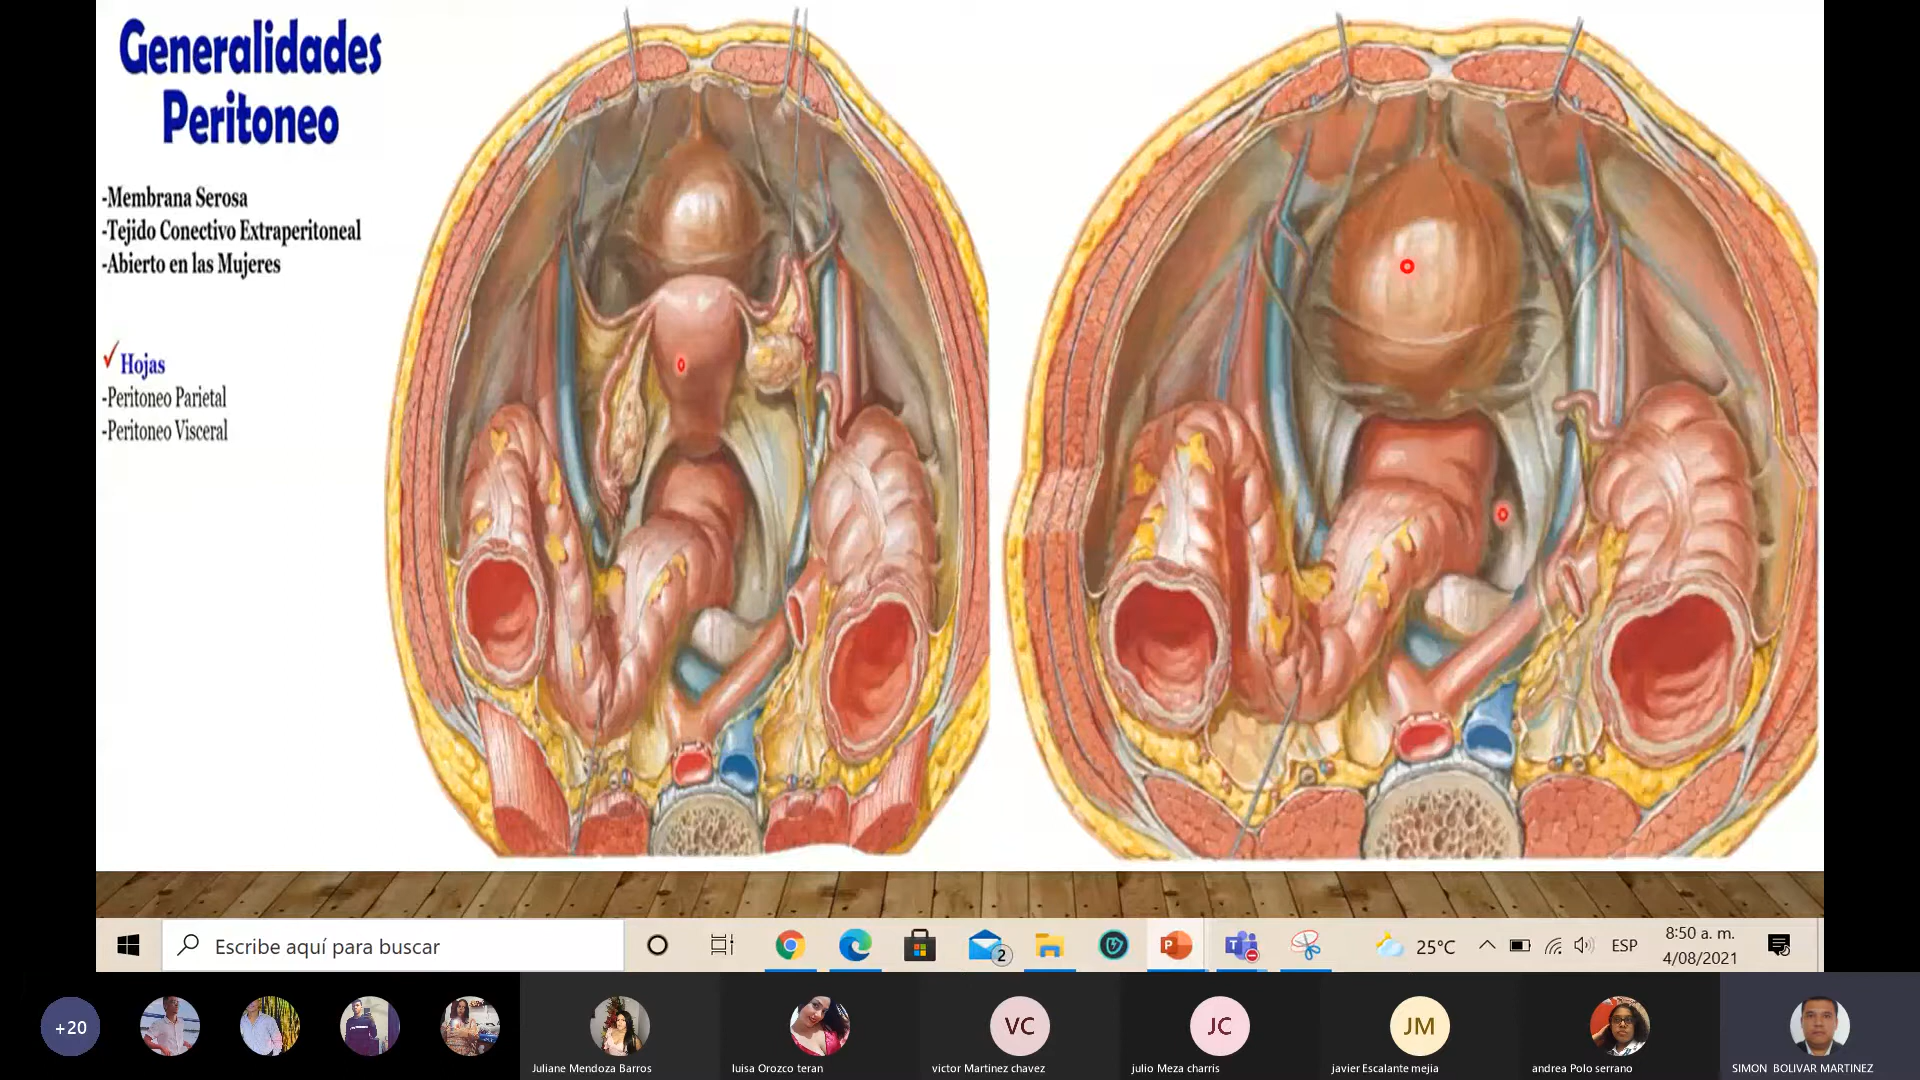 Generalidades
Peritoneo
-Membrana Serosa
-Tejido Conectivo Extraperitoneal
-Abierto en las Mujeres
Hojas
-Peritoneo Parietal
-Peritoneo Visceral
Escribe aquí para buscar
2
25°C
ESP
8:50 a. m.
4/08/2021
+20
VC
JC
JM
Juliane Mendoza Barros
luisa Orozco teran
victor Martinez chavez
julio Meza charris
javier Escalante mejia
andrea Polo serrano
SIMON BOLIVAR MARTINEZ